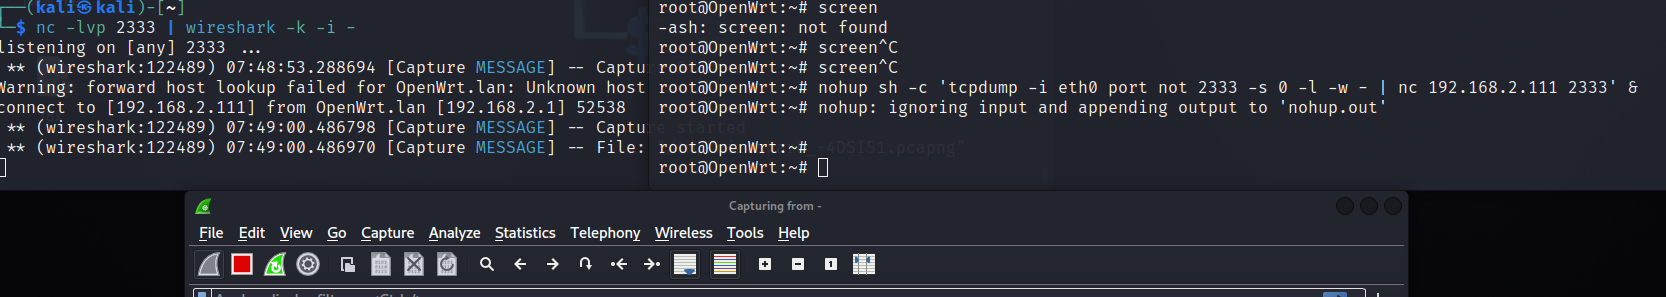 ┌──(kali㉿kali)-[~]
└─$ nc -lvp 2333 | wireshark -k -i -
listening on [any] 2333 ...
** (wireshark:122489) 07:48:53.288694 [Capture MESSAGE] -- Captu
Warning: forward host lookup failed for OpenWrt.lan: Unknown host
connect to [192.168.2.111] from OpenWrt.lan [192.168.2.1] 52538
** (wireshark:122489) 07:49:00.486798 [Capture MESSAGE] -- Capture started
** (wireshark:122489) 07:49:00.486970 [Capture MESSAGE] -- File: -4DSI51.pcapng"
root@OpenWrt:~# screen
-ash: screen: not found
root@OpenWrt:~# screen^C
root@OpenWrt:~# screen^C
root@OpenWrt:~# nohup sh -c 'tcpdump -i eth0 port not 2333 -s 0 -l -w - | nc 192.168.2.111 2333' &
root@OpenWrt:~# nohup: ignoring input and appending output to 'nohup.out'
root@OpenWrt:~#
root@OpenWrt:~#
Capturing from -
File Edit View Go Capture Analyze Statistics Telephony Wireless Tools Help